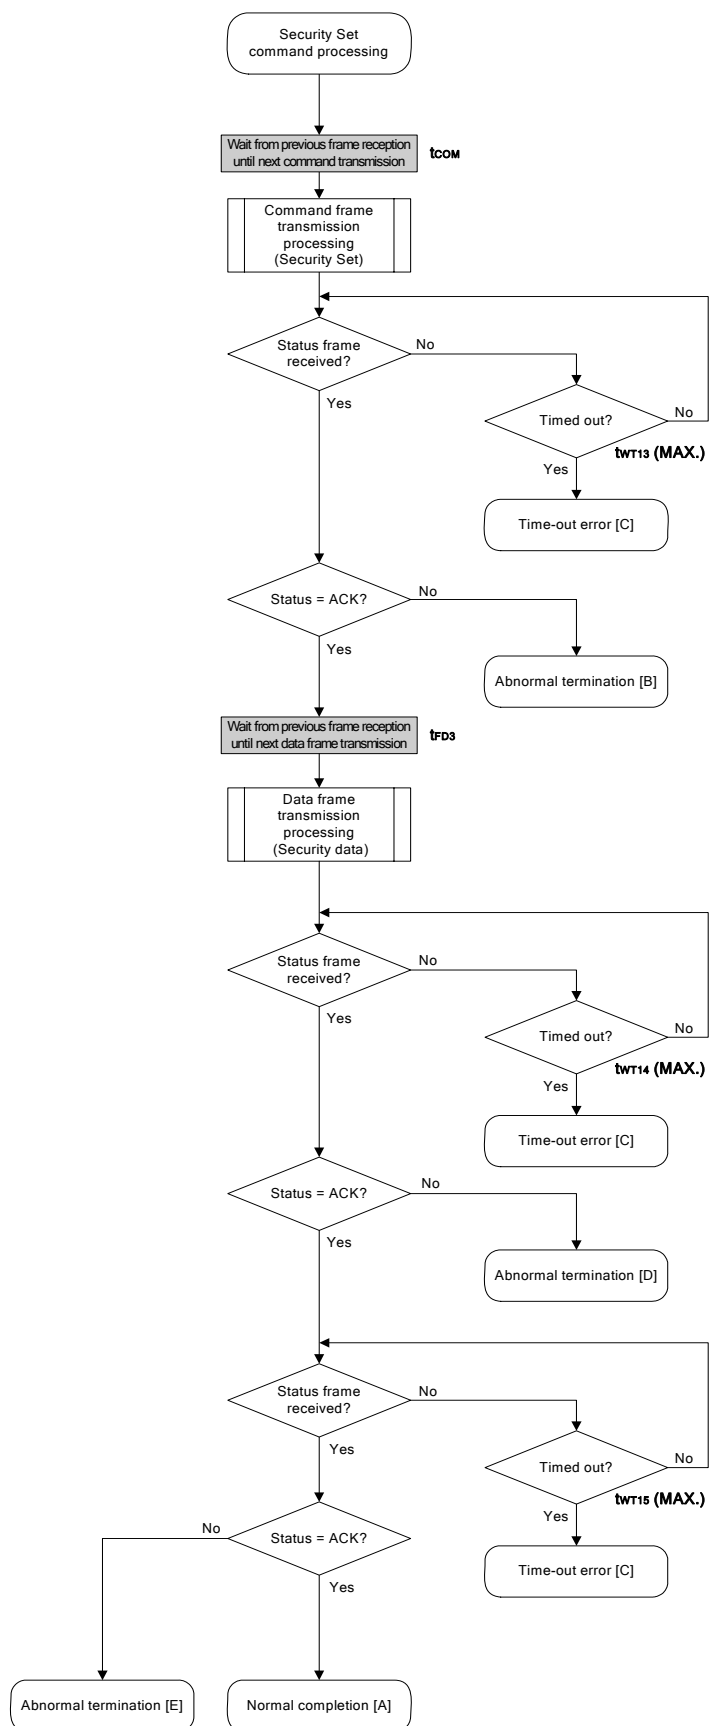 Security Set
command processing
Wait from previous frame reception
until next command transmission
tCOM
Command frame
transmission
processing
(Security Set)
Status frame
received?
No
Yes
Timed out?
No
tWT13 (MAX.)
Yes
Time-out error [C]
Status = ACK?
No
Yes
Abnormal termination [B]
Wait from previous frame reception
until next data frame transmission
tFD3
Data frame
transmission
processing
(Security data)
Status frame
received?
No
Yes
Timed out?
No
tWT14 (MAX.)
Yes
Time-out error [C]
Status = ACK?
No
Yes
Abnormal termination [D]
Status frame
received?
No
Yes
Timed out?
No
tWT15 (MAX.)
Yes
Time-out error [C]
No
Status = ACK?
Yes
Abnormal termination [E]
Normal completion [A]